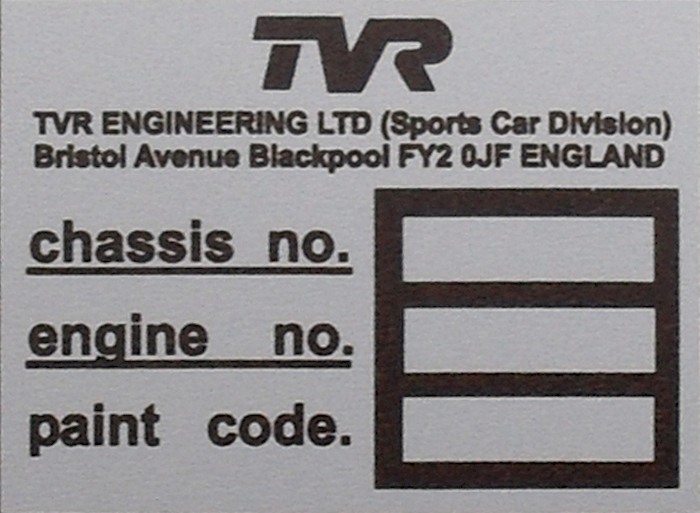 TVR
TVR ENGINEERING LTD (Sports Car Division)
Bristol Avenue Blackpool FY2 0JF ENGLAND
chassis no.
engine no.
paint code.